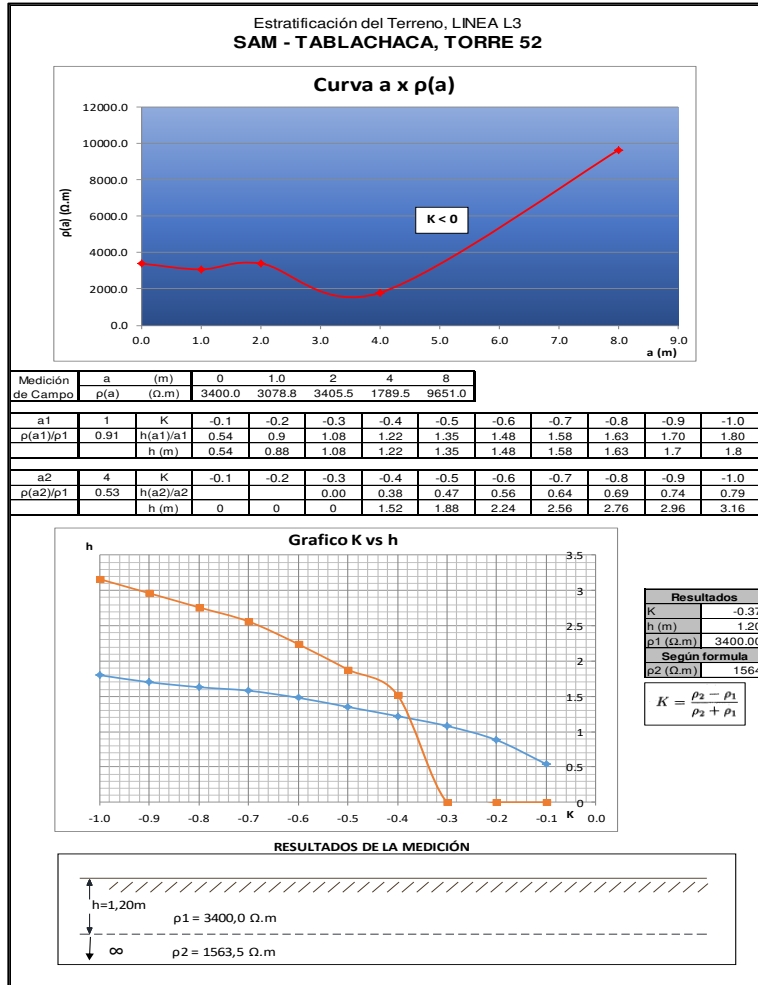 Estratificación del Terreno, LINEA L3
SAM - TABLACHACA, TORRE 52
Curva a x ρ(a)
ρ(a) (Ω.m)
12000.0
10000.0
8000.0
6000.0
4000.0
2000.0
0.0
K < 0
0.0 1.0 2.0 3.0 4.0 5.0 6.0 7.0 8.0 9.0
a (m)
Medición de Campo a (m) 0 1.0 2 4 8
ρ(a) (Ω.m) 3400.0 3078.8 3405.5 1789.5 9651.0
a1 1 K -0.1 -0.2 -0.3 -0.4 -0.5 -0.6 -0.7 -0.8 -0.9 -1.0
ρ(a1)/ρ1 0.91 h(a1)/a1 0.54 0.9 1.08 1.22 1.35 1.48 1.58 1.63 1.70 1.80
h (m) 0.54 0.88 1.08 1.22 1.35 1.48 1.58 1.63 1.7 1.8
a2 4 K -0.1 -0.2 -0.3 -0.4 -0.5 -0.6 -0.7 -0.8 -0.9 -1.0
ρ(a2)/ρ1 0.53 h(a2)/a2 0.00 0.38 0.47 0.56 0.64 0.69 0.74 0.79
h (m) 0 0 0 1.52 1.88 2.24 2.56 2.76 2.96 3.16
Grafico K vs h
h
3.5
3
2.5
2
1.5
1
0.5
0
K
-1.0 -0.9 -0.8 -0.7 -0.6 -0.5 -0.4 -0.3 -0.2 -0.1 0.0
Resultados
K -0.37
h (m) 1.20
ρ1 (Ω.m) 3400.00
Según formula
ρ2 (Ω.m) 1564
K = (ρ₂ − ρ₁)/(ρ₂ + ρ₁)
RESULTADOS DE LA MEDICIÓN
h=1,20m
ρ1 = 3400,0 Ω.m
∞ ρ2 = 1563,5 Ω.m